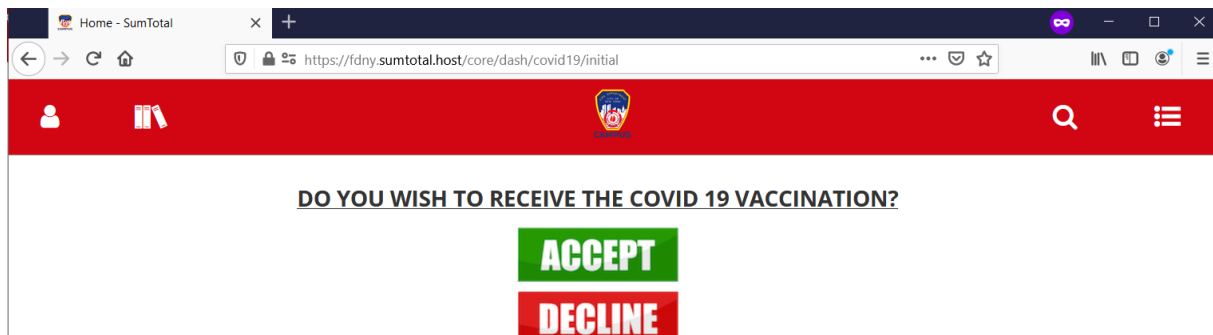 Home - SumTotal
https://fdny.sumtotal.host/core/dash/covid19/initial
CAMPUS
DO YOU WISH TO RECEIVE THE COVID 19 VACCINATION?
ACCEPT
DECLINE